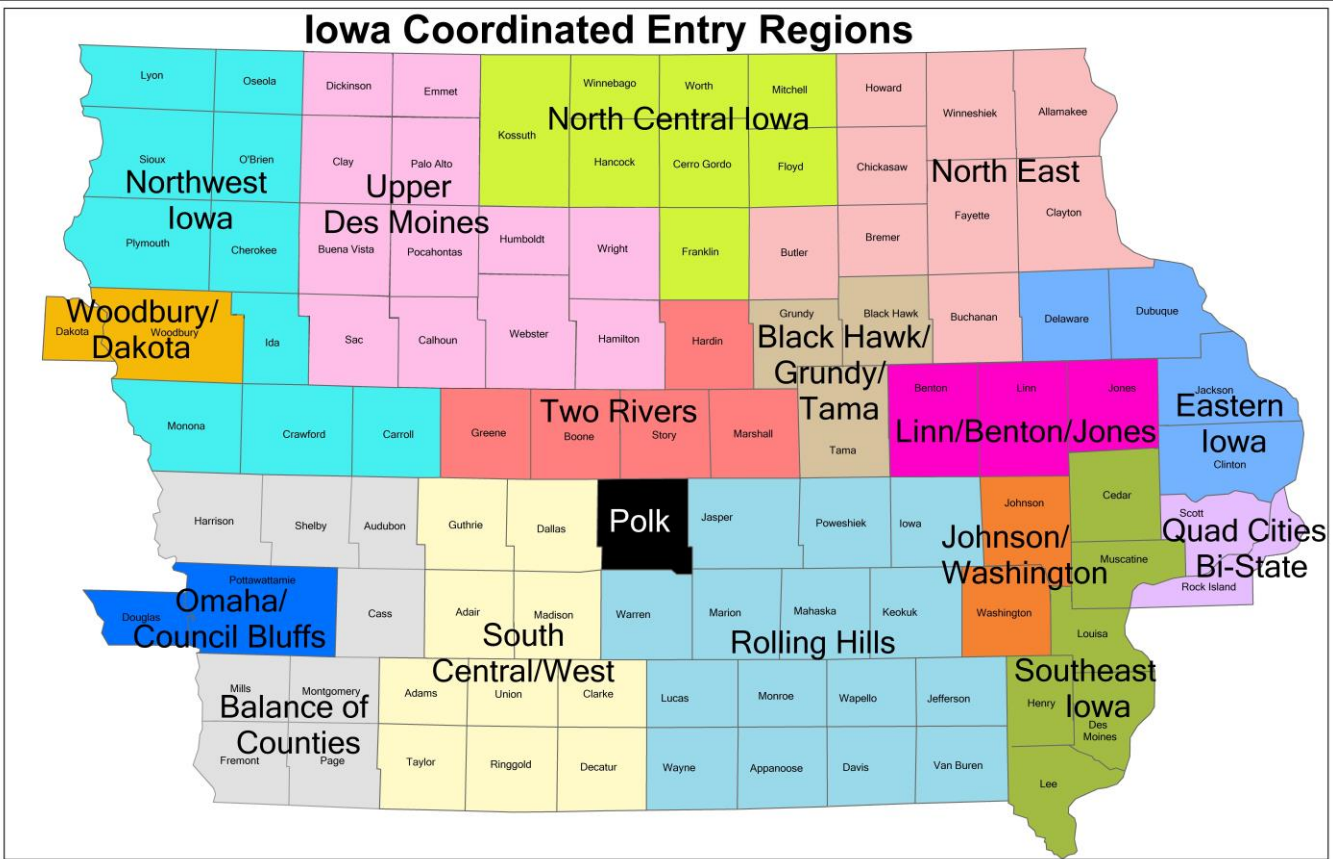 Iowa Coordinated Entry Regions
Lyon
Oseola
Dickinson
Emmet
Kossuth
Winnebago
Worth
Mitchell
Howard
Winneshiek
Allamakee
North Central Iowa
Sioux
O'Brien
Clay
Palo Alto
Hancock
Cerro Gordo
Floyd
Chickasaw
North East
Northwest
Iowa
Upper
Des Moines
Plymouth
Cherokee
Buena Vista
Pocahontas
Humboldt
Wright
Franklin
Butler
Bremer
Fayette
Clayton
Woodbury/
Dakota
Dakota
Woodbury
Ida
Sac
Calhoun
Webster
Hamilton
Hardin
Grundy
Black Hawk
Black Hawk/
Grundy/
Tama
Buchanan
Delaware
Dubuque
Monona
Crawford
Carroll
Two Rivers
Greene
Boone
Story
Marshall
Tama
Benton
Linn
Jones
Linn/Benton/Jones
Jackson
Eastern
Iowa
Clinton
Harrison
Shelby
Audubon
Guthrie
Dallas
Polk
Jasper
Poweshiek
Iowa
Johnson
Johnson/
Washington
Cedar
Scott
Quad Cities
Bi-State
Muscatine
Rock Island
Pottawattamie
Douglas
Omaha/
Council Bluffs
Cass
Adair
Madison
Warren
Marion
Mahaska
Keokuk
Washington
Louisa
South
Central/West
Rolling Hills
Southeast
Iowa
Mills
Montgomery
Balance of
Counties
Adams
Union
Clarke
Lucas
Monroe
Wapello
Jefferson
Henry
Des
Moines
Fremont
Page
Taylor
Ringgold
Decatur
Wayne
Appanoose
Davis
Van Buren
Lee